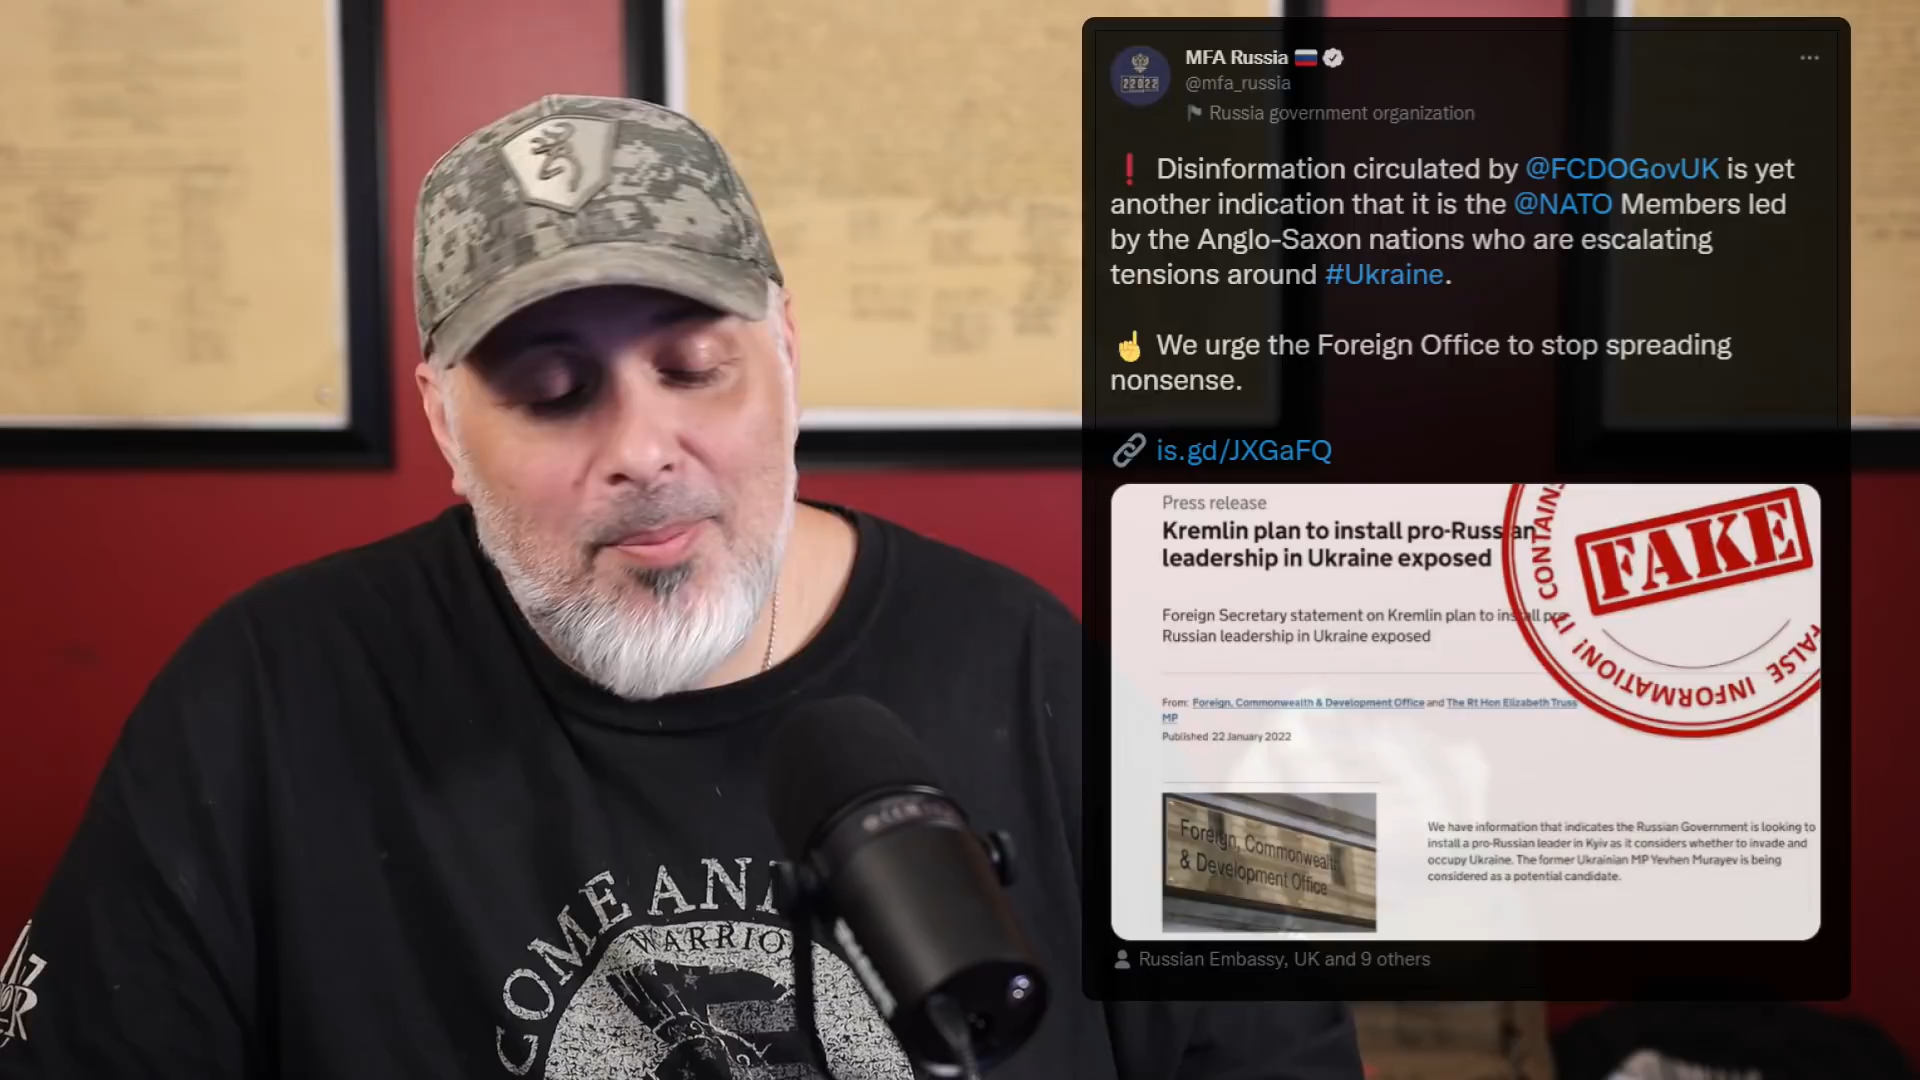 MFA Russia
@mfa_russia
Russia government organization
22022
❗ Disinformation circulated by @FCDOGovUK is yet
another indication that it is the @NATO Members led
by the Anglo-Saxon nations who are escalating
tensions around #Ukraine.
☝ We urge the Foreign Office to stop spreading
nonsense.
is.gd/JXGaFQ
Press release
Kremlin plan to install pro-Russian
leadership in Ukraine exposed
Foreign Secretary statement on Kremlin plan to install pro-
Russian leadership in Ukraine exposed
FAKE
IT CONTAINS
FALSE INFORMATION!
From: Foreign, Commonwealth & Development Office and The Rt Hon Elizabeth Truss
MP
Published 22 January 2022
Foreign, Commonwealth
& Development Office
We have information that indicates the Russian Government is looking to
install a pro-Russian leader in Kyiv as it considers whether to invade and
occupy Ukraine. The former Ukrainian MP Yevhen Murayev is being
considered as a potential candidate.
Russian Embassy, UK and 9 others
COME AND
WARRIO